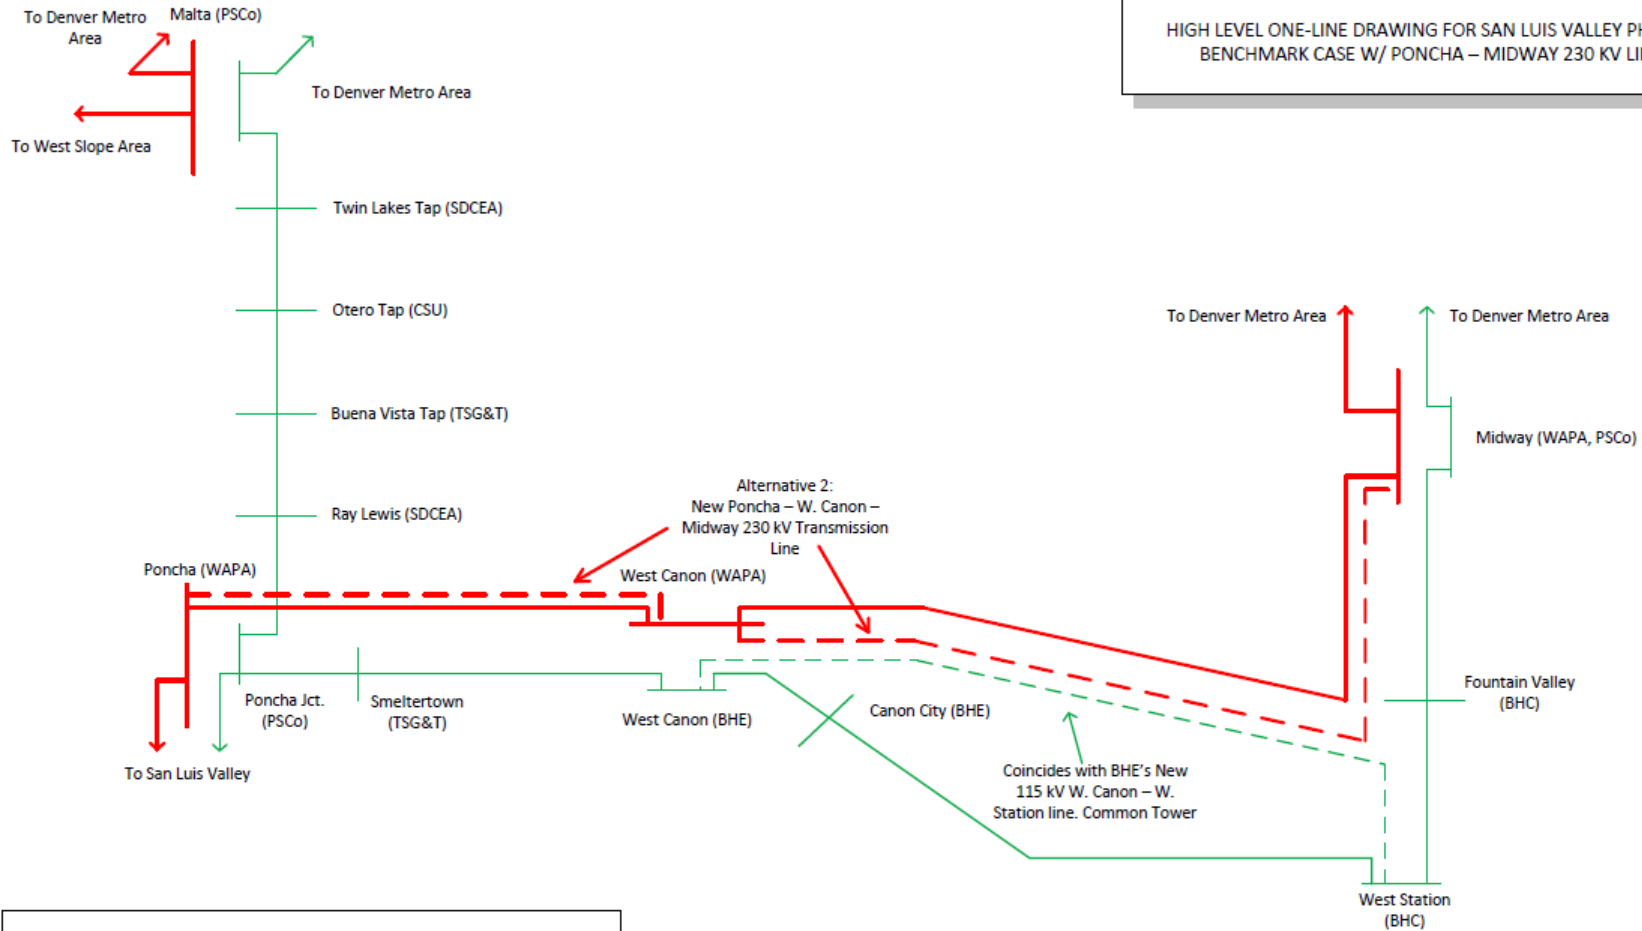 To Denver Metro
Area
Malta (PSCo)
HIGH LEVEL ONE-LINE DRAWING FOR SAN LUIS VALLEY
BENCHMARK CASE W/ PONCHA – MIDWAY 230 KV
To Denver Metro Area
To West Slope Area
Twin Lakes Tap (SDCEA)
Otero Tap (CSU)
To Denver Metro Area
To Denver Metro Area
Buena Vista Tap (TSG&T)
Midway (WAPA, PSCo)
Alternative 2:
New Poncha – W. Canon –
Midway 230 kV Transmission
Line
Ray Lewis (SDCEA)
Poncha (WAPA)
West Canon (WAPA)
Poncha Jct.
(PSCo)
Smeltertown
(TSG&T)
West Canon (BHE)
Canon City (BHE)
Fountain Valley
(BHC)
To San Luis Valley
Coincides with BHE's New
115 kV W. Canon – W.
Station line. Common Tower
West Station
(BHC)